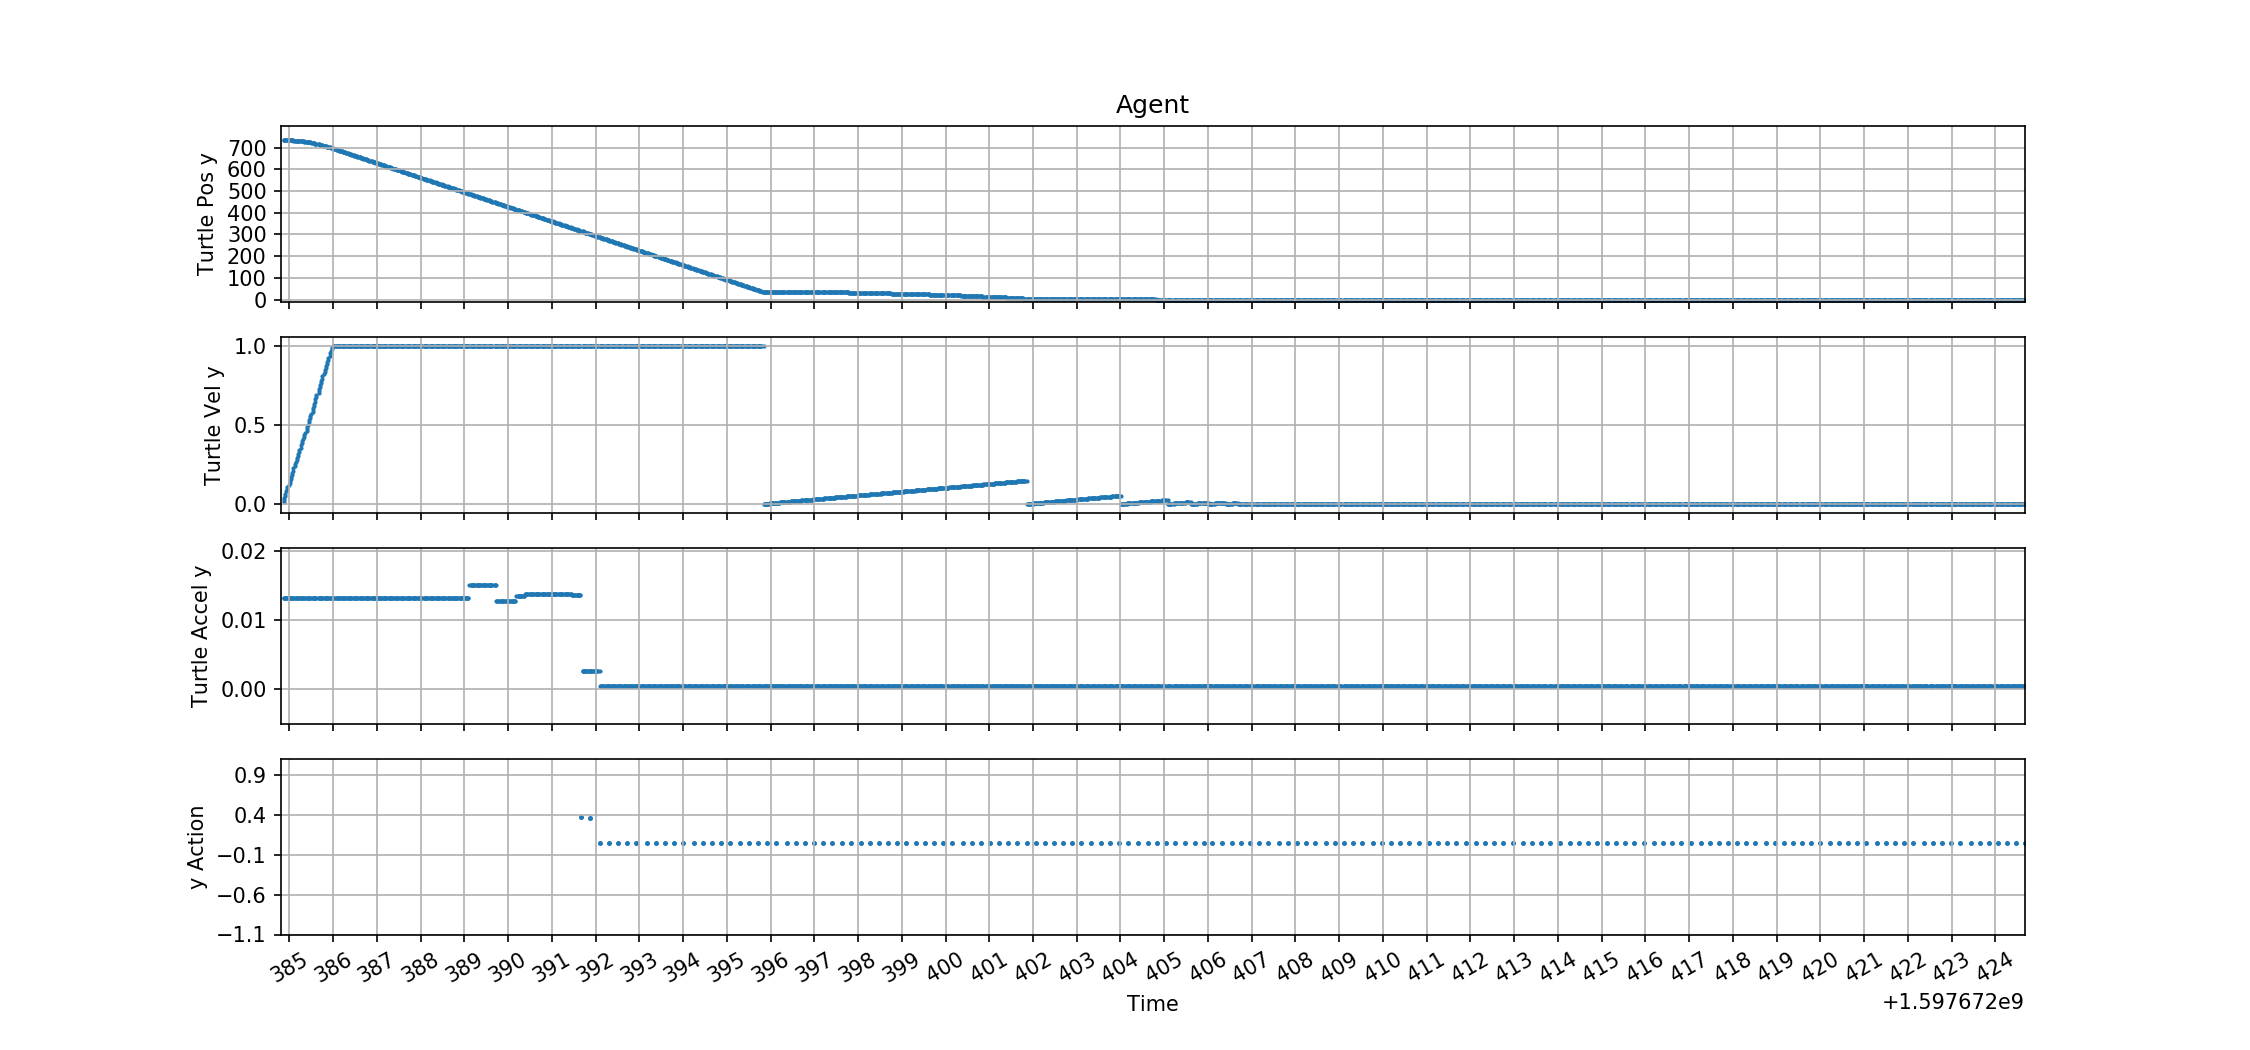 Agent
Turtle Pos y
700
600
500
400
300
200
100
0
Turtle Vel y
1.0
0.5
0.0
Turtle Accel y
0.02
0.01
0.00
y Action
0.9
0.4
−0.1
−0.6
−1.1
385 386 387 388 389 390 391 392 393 394 395 396 397 398 399 400 401 402 403 404 405 406 407 408 409 410 411 412 413 414 415 416 417 418 419 420 421 422 423 424
Time
+1.597672e9